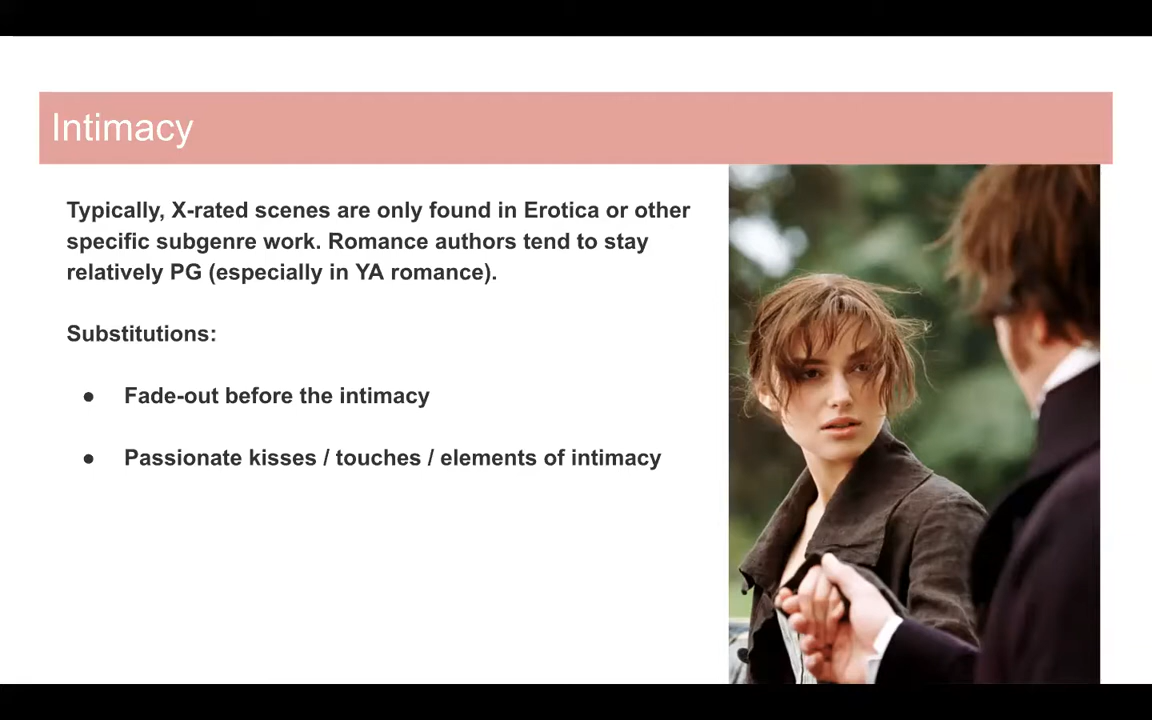 Intimacy
Typically, X-rated scenes are only found in Erotica or other
specific subgenre work. Romance authors tend to stay
relatively PG (especially in YA romance).
Substitutions:
● Fade-out before the intimacy
● Passionate kisses / touches / elements of intimacy